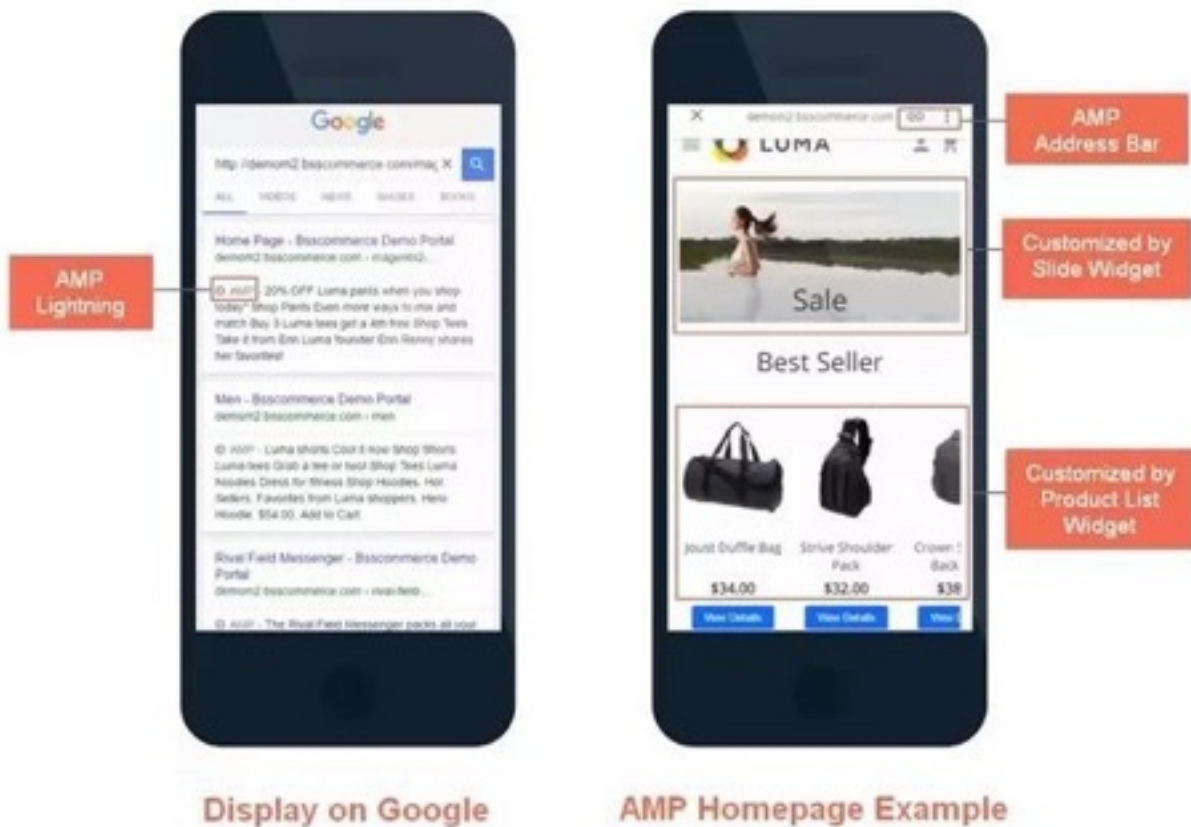 Google
http://demom2.bsscommerce.com/mag
ALL VIDEOS NEWS IMAGES BOOKS
Home Page - Bsscommerce Demo Portal
demom2.bsscommerce.com › magento2...
AMP - 20% OFF Luma pants when you shop
today* Shop Pants Even more ways to mix and
match Buy 3 Luma tees get a 4th free Shop Tees
Take it from Erin Luma founder Erin Renny shares
her favorites!
Men - Bsscommerce Demo Portal
demom2.bsscommerce.com › men
AMP - Luma shorts Cool it now Shop Shorts
Luma tees Grab a tee or two! Shop Tees Luma
hoodies Dress for fitness Shop Hoodies. Hot
Sellers. Favorites from Luma shoppers. Hero
Hoodie. $54.00. Add to Cart.
Rival Field Messenger - Bsscommerce Demo
Portal
demom2.bsscommerce.com › rival-field...
AMP - The Rival Field Messenger packs all your
AMP
Lightning
Display on Google
demom2.bsscommerce.com
LUMA
Sale
Best Seller
Joust Duffle Bag
Strive Shoulder
Pack
Crown S
Back
$34.00 $32.00 $38
View Details View Details View D
AMP
Address Bar
Customized by
Slide Widget
Customized by
Product List
Widget
AMP Homepage Example